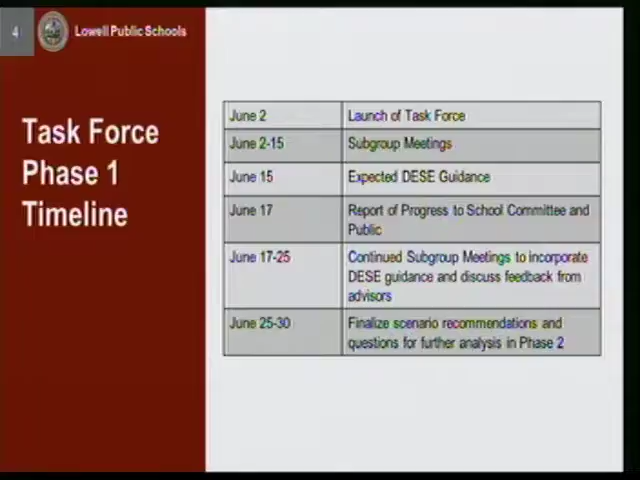 4
Lowell Public Schools
Task Force
Phase 1
Timeline
June 2
Launch of Task Force
June 2-15
Subgroup Meetings
June 15
Expected DESE Guidance
June 17
Report of Progress to School Committee and
Public
June 17-25
Continued Subgroup Meetings to incorporate
DESE guidance and discuss feedback from
advisors
June 25-30
Finalize scenario recommendations and
questions for further analysis in Phase 2